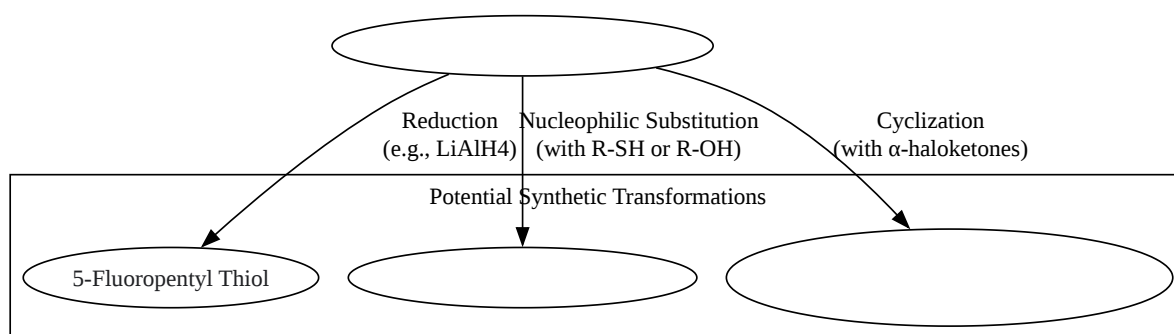 Reduction
(e.g., LiAlH4)
Nucleophilic Substitution
(with R-SH or R-OH)
Cyclization
(with α-haloketones)
Potential Synthetic Transformations
5-Fluoropentyl Thiol